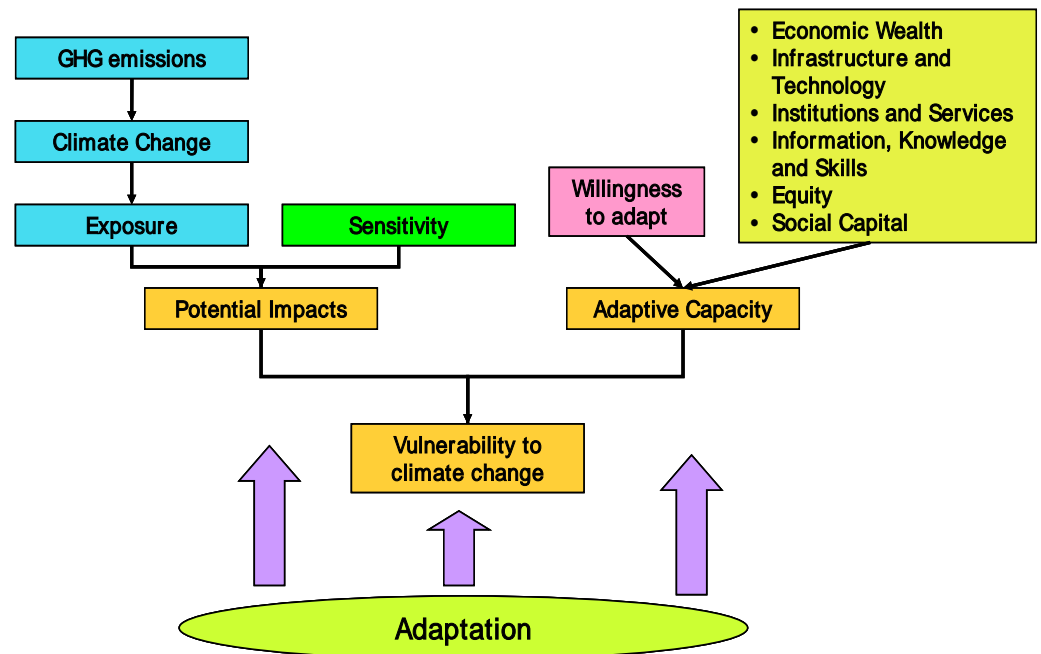 GHG emissions
Climate Change
Exposure
Sensitivity
Willingness
to adapt
• Economic Wealth
• Infrastructure and
Technology
• Institutions and Services
• Information, Knowledge
and Skills
• Equity
• Social Capital
Potential Impacts
Adaptive Capacity
Vulnerability to
climate change
Adaptation